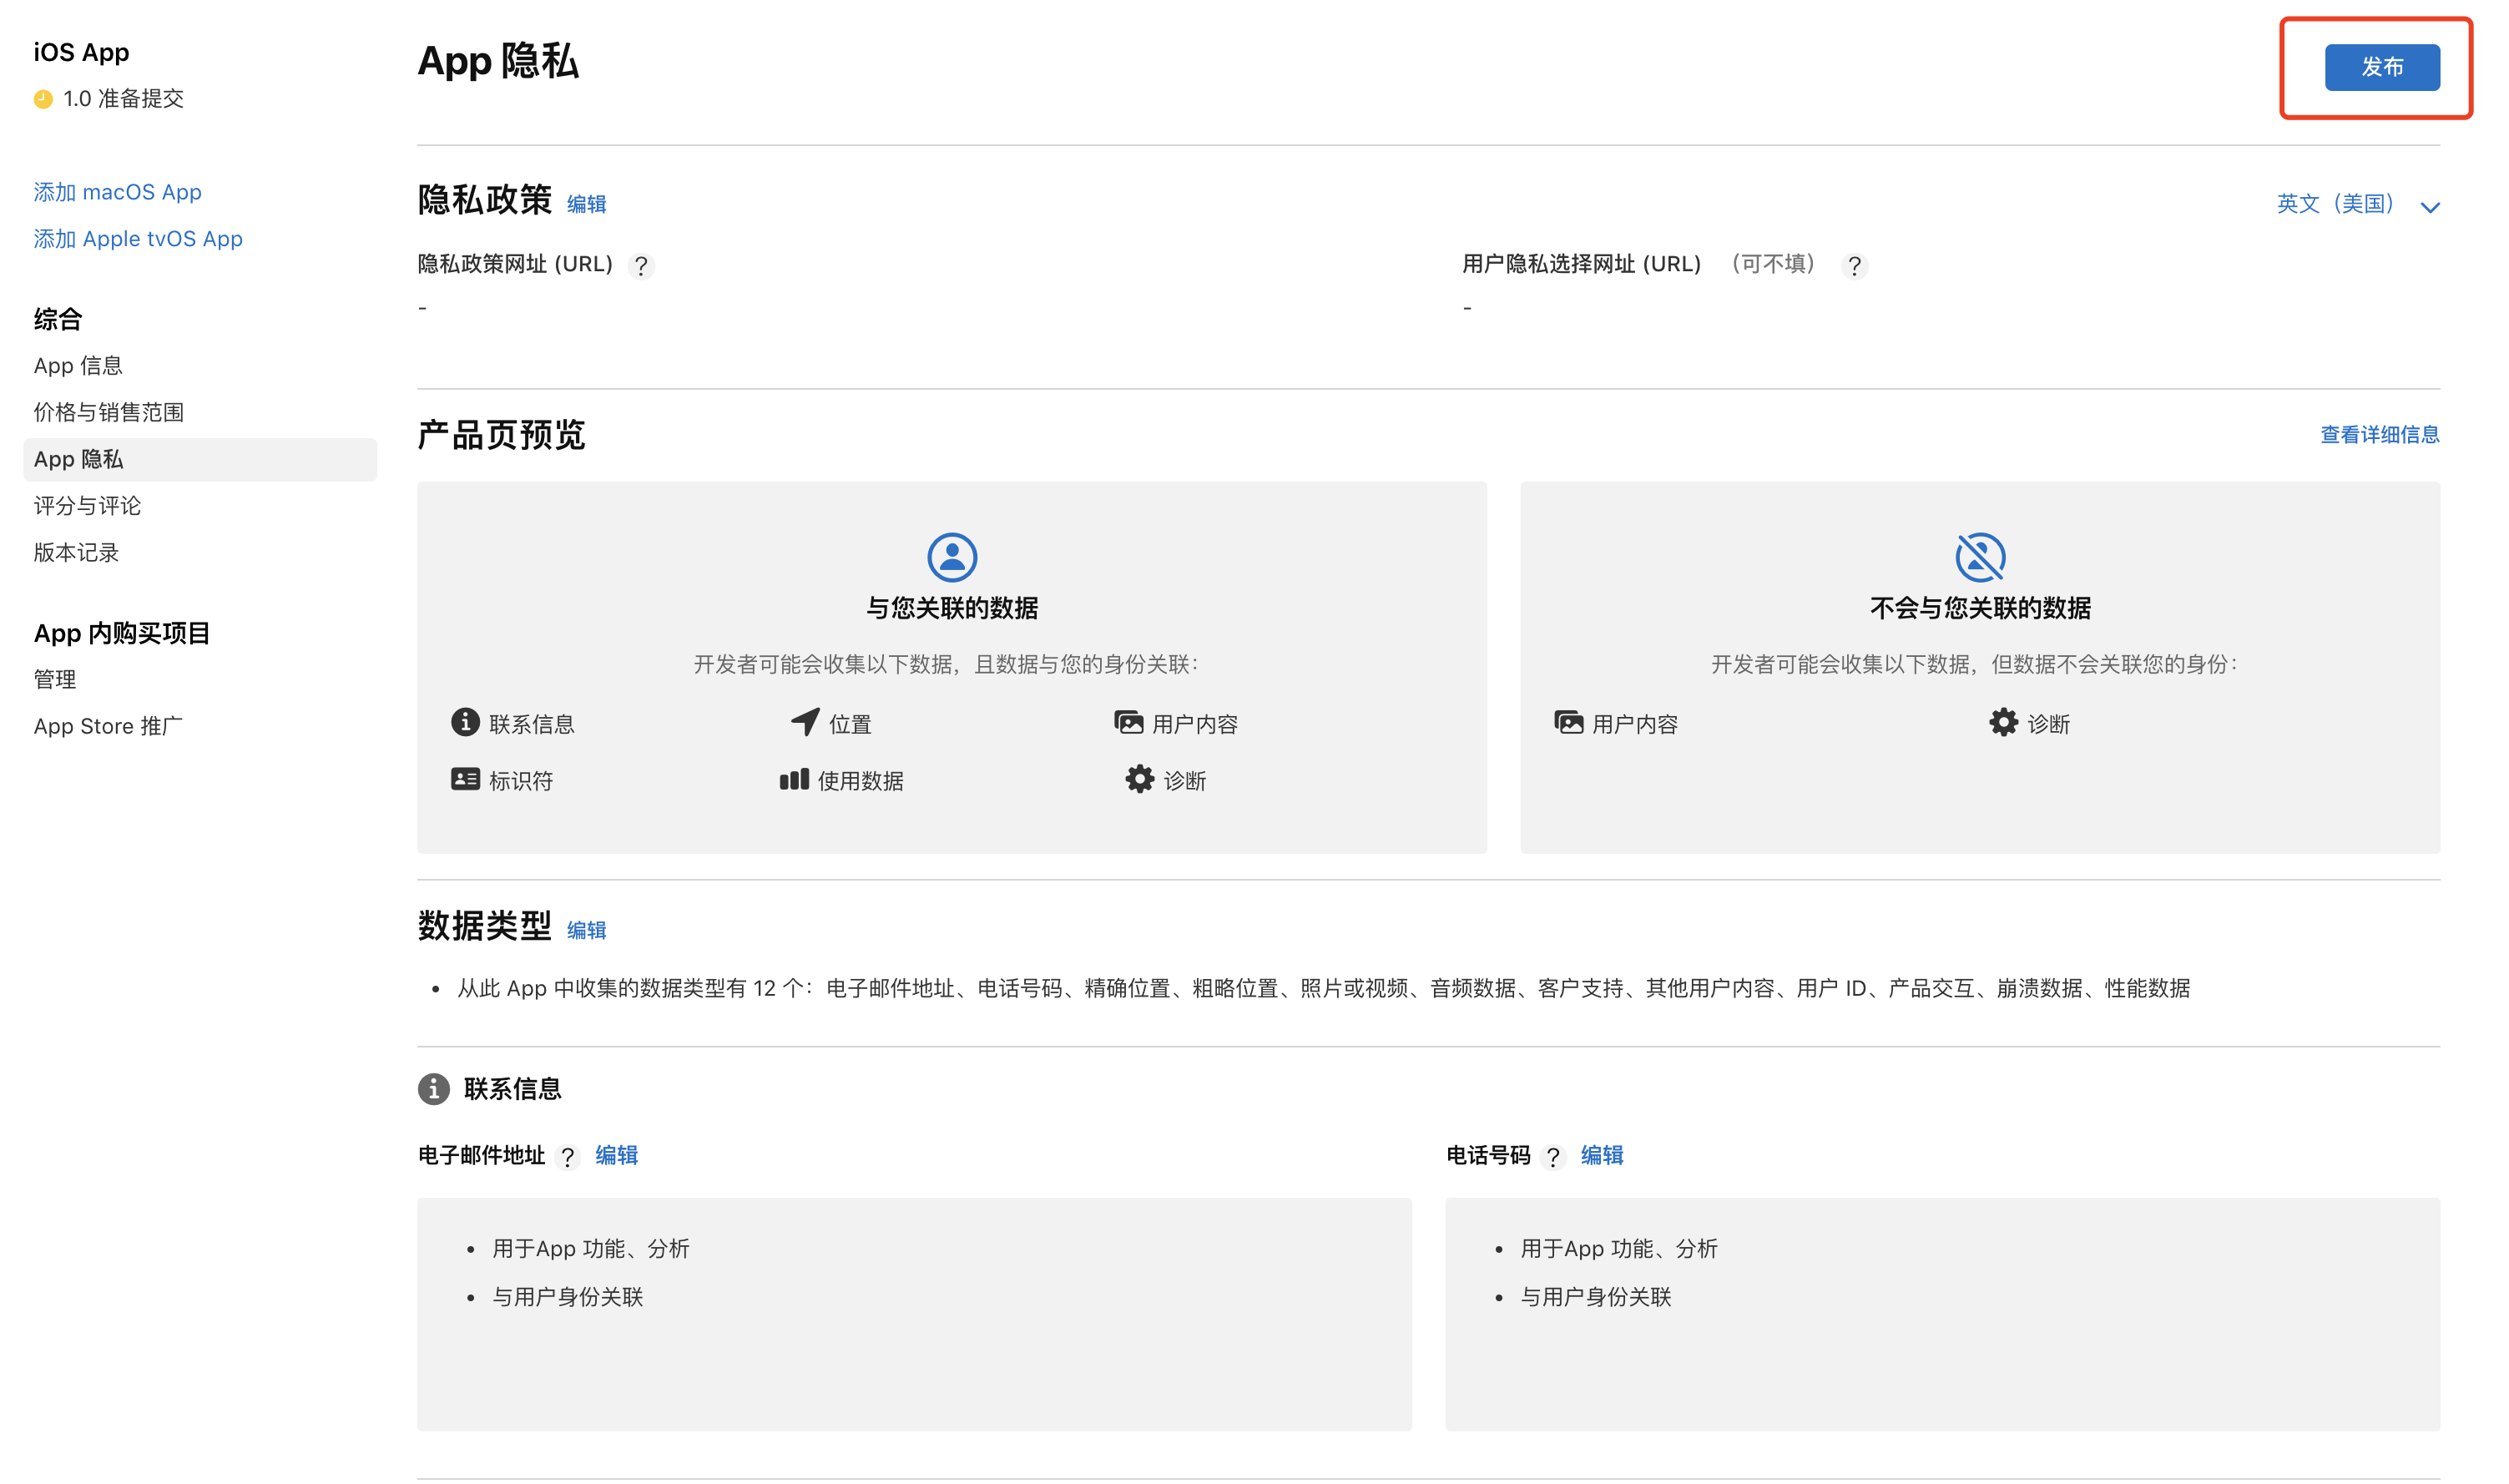 iOS App
1.0 准备提交
添加 macOS App
添加 Apple tvOS App
综合
App 信息
价格与销售范围
App 隐私
评分与评论
版本记录
App 内购买项目
管理
App Store 推广
App 隐私
发布
隐私政策 编辑
英文（美国）
隐私政策网址 (URL) ?
-
用户隐私选择网址 (URL) （可不填） ?
-
产品页预览
查看详细信息
与您关联的数据
开发者可能会收集以下数据，且数据与您的身份关联：
联系信息 位置 用户内容
标识符 使用数据 诊断
不会与您关联的数据
开发者可能会收集以下数据，但数据不会关联您的身份：
用户内容 诊断
数据类型 编辑
• 从此 App 中收集的数据类型有 12 个：电子邮件地址、电话号码、精确位置、粗略位置、照片或视频、音频数据、客户支持、其他用户内容、用户 ID、产品交互、崩溃数据、性能数据
联系信息
电子邮件地址 ? 编辑
• 用于App 功能、分析
• 与用户身份关联
电话号码 ? 编辑
• 用于App 功能、分析
• 与用户身份关联